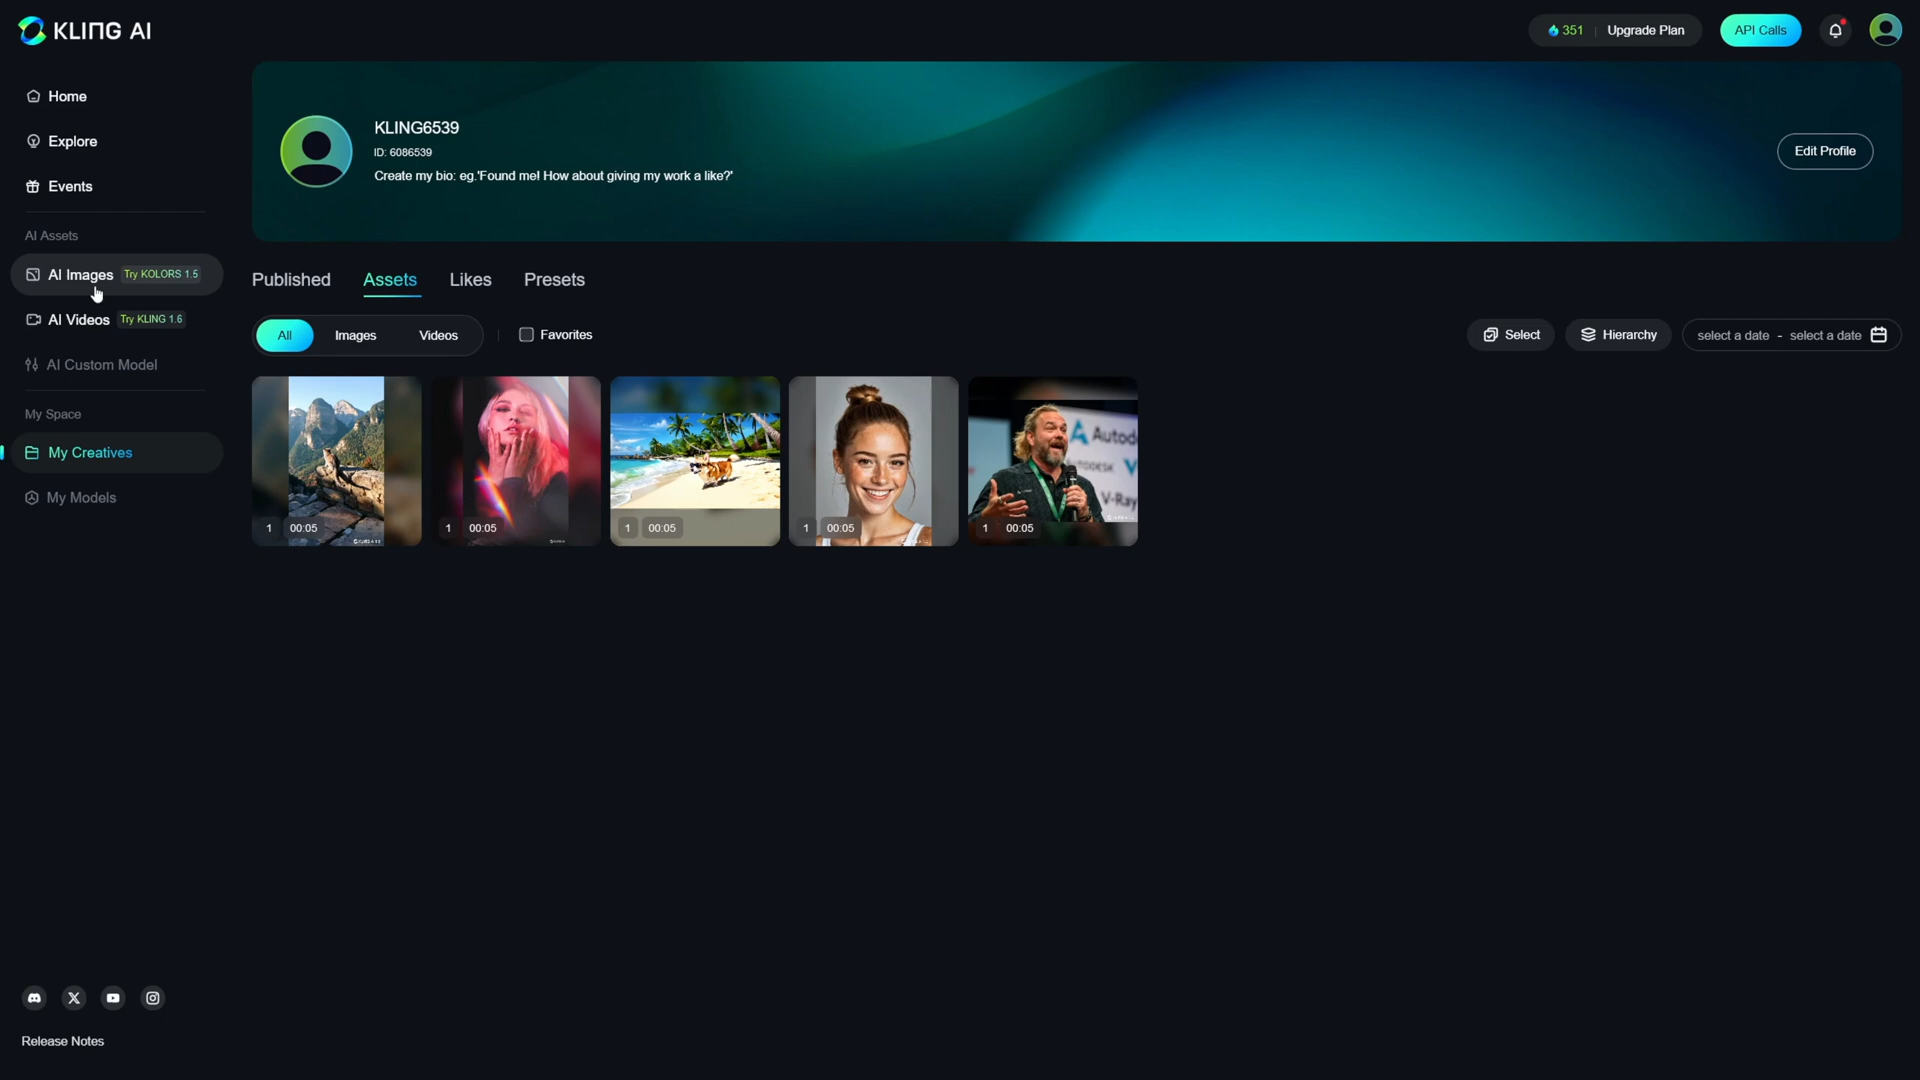 KLING AI
351 | Upgrade Plan
API Calls
Home
Explore
Events
AI Assets
AI Images Try KOLORS 1.5
AI Videos Try KLING 1.6
AI Custom Model
My Space
My Creatives
My Models
KLING6539
ID: 6086539
Create my bio: eg.'Found me! How about giving my work a like?'
Edit Profile
Published Assets Likes Presets
All Images Videos Favorites
Select Hierarchy select a date - select a date
Autod
AUTODESK
V-Ray
1 00:05
1 00:05
1 00:05
1 00:05
1 00:05
Release Notes